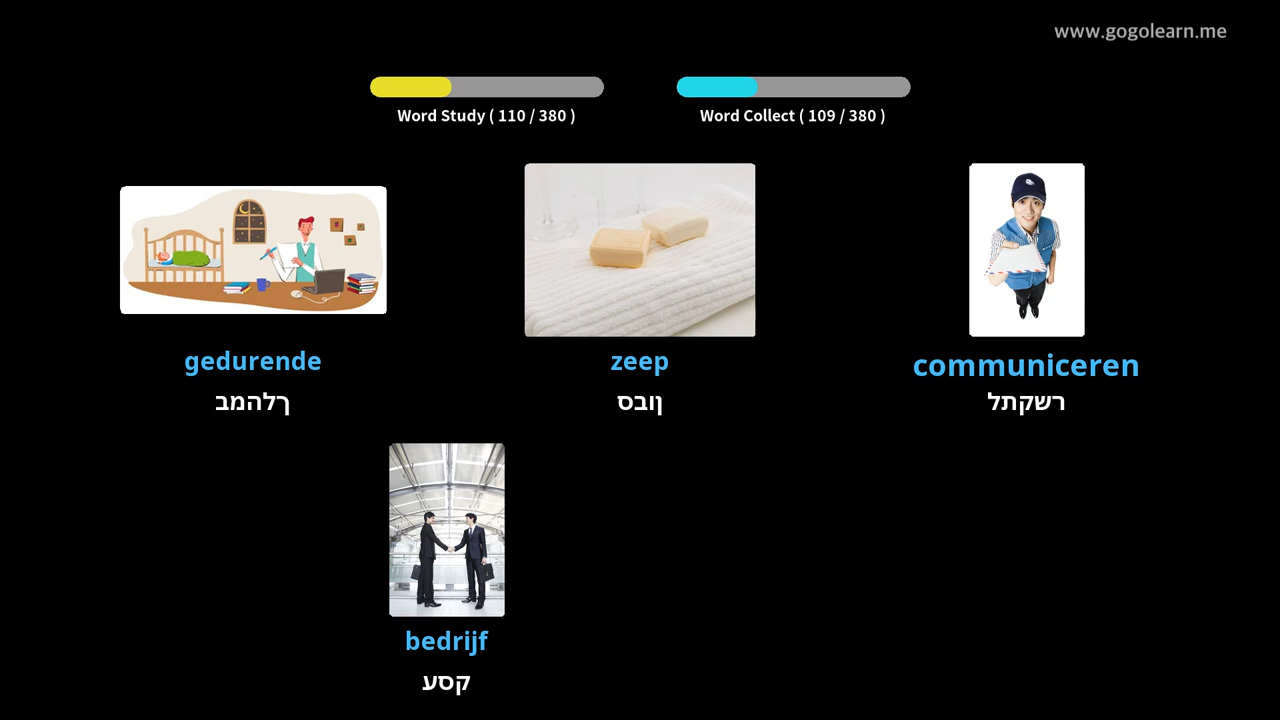 www.gogolearn.me
Word Study ( 110 / 380 )
Word Collect ( 109 / 380 )
gedurende
ךלהמב
zeep
ןובס
communiceren
רשקתל
bedrijf
קסע